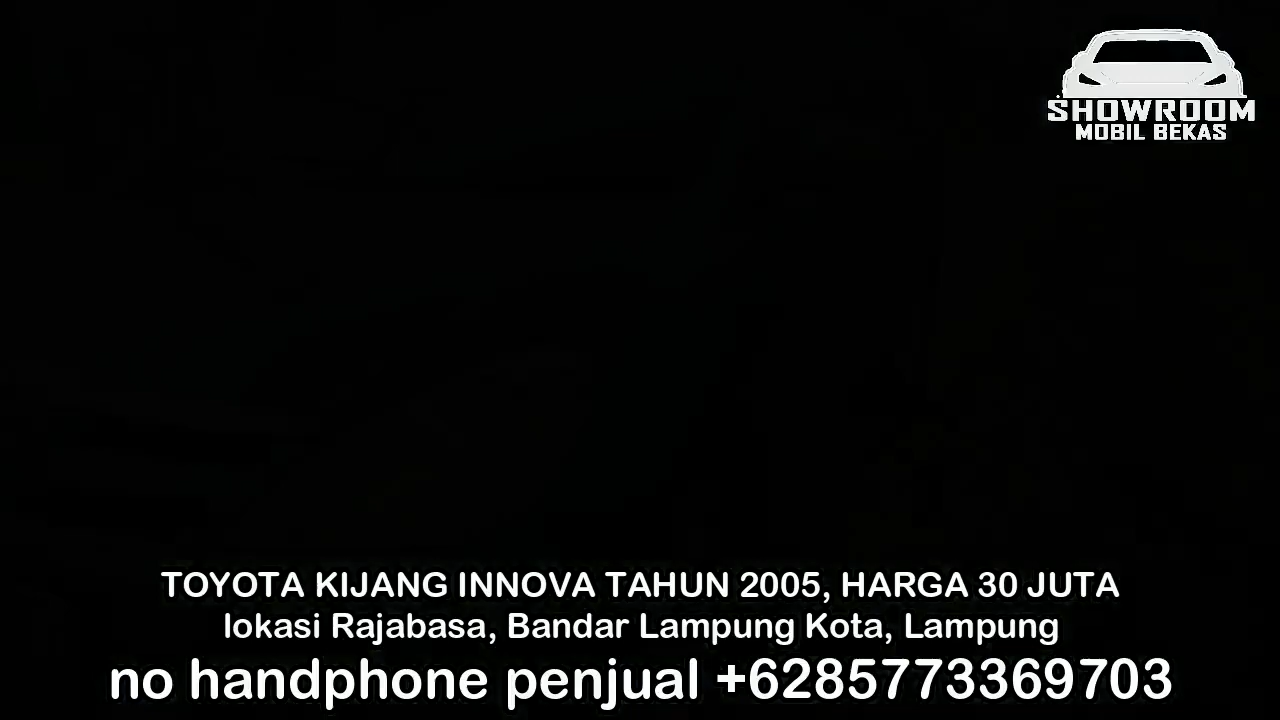 SHOWROOM
MOBIL BEKAS
TOYOTA KIJANG INNOVA TAHUN 2005, HARGA 30 JUTA
lokasi Rajabasa, Bandar Lampung Kota, Lampung
no handphone penjual +6285773369703